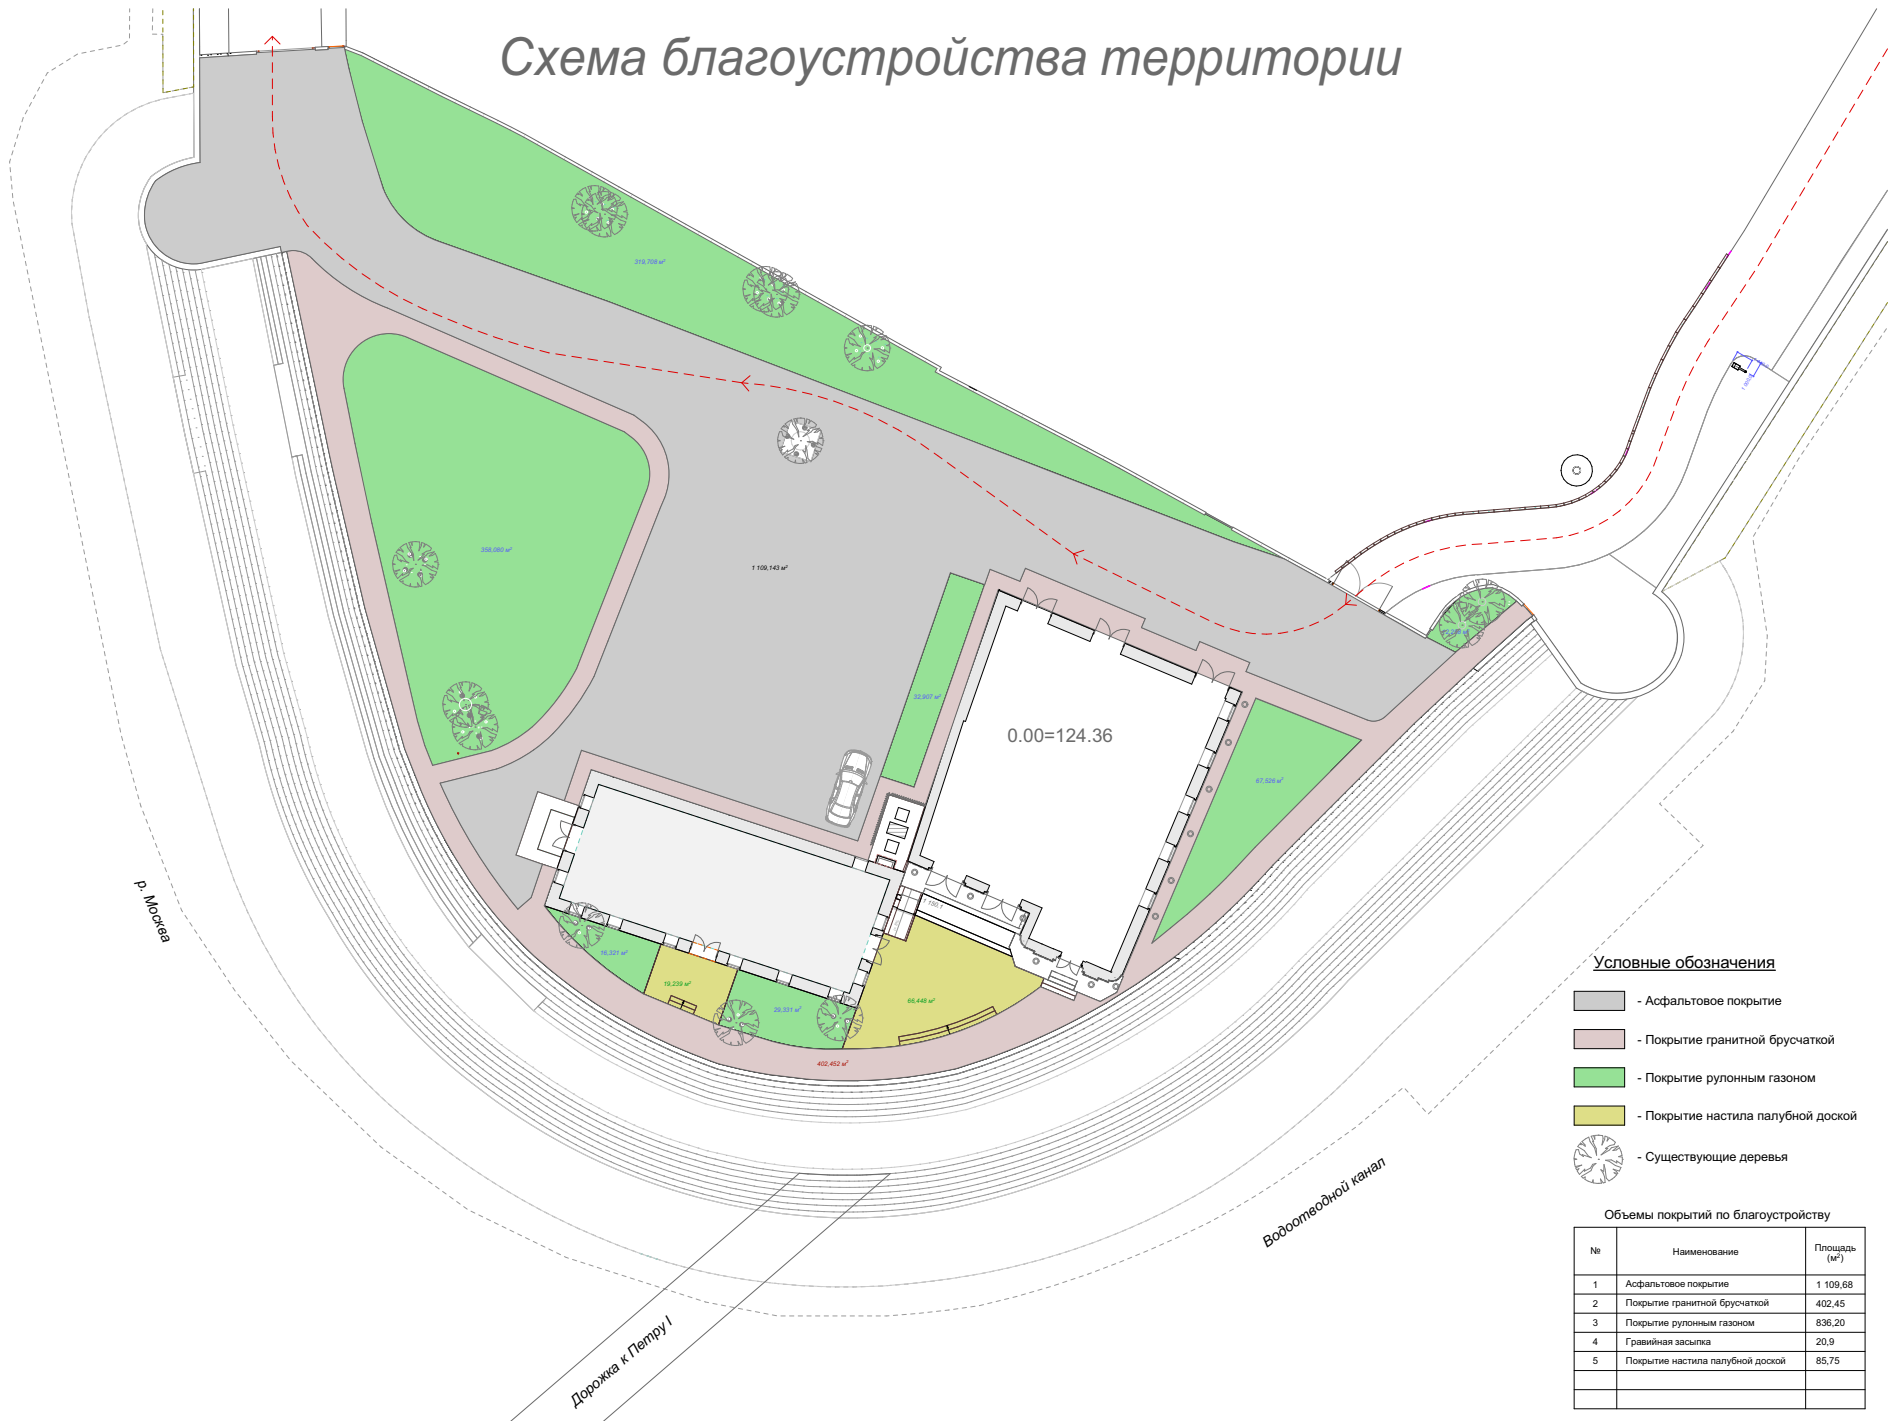 Схема благоустройства территории
319,708 м²
358,080 м²
1 109,143 м²
32,907 м²
0.00=124.36
67,528 м²
16,321 м²
19,239 м²
29,331 м²
66,448 м²
402,452 м²
р. Москва
Водоотводной канал
Дорожка к Петру I
Условные обозначения
- Асфальтовое покрытие
- Покрытие гранитной брусчаткой
- Покрытие рулонным газоном
- Покрытие настила палубной доской
- Существующие деревья
Объемы покрытий по благоустройству
№ Наименование Площадь (м²)
1 Асфальтовое покрытие 1 109,68
2 Покрытие гранитной брусчаткой 402,45
3 Покрытие рулонным газоном 836,20
4 Гравийная засыпка 20,9
5 Покрытие настила палубной доской 85,75